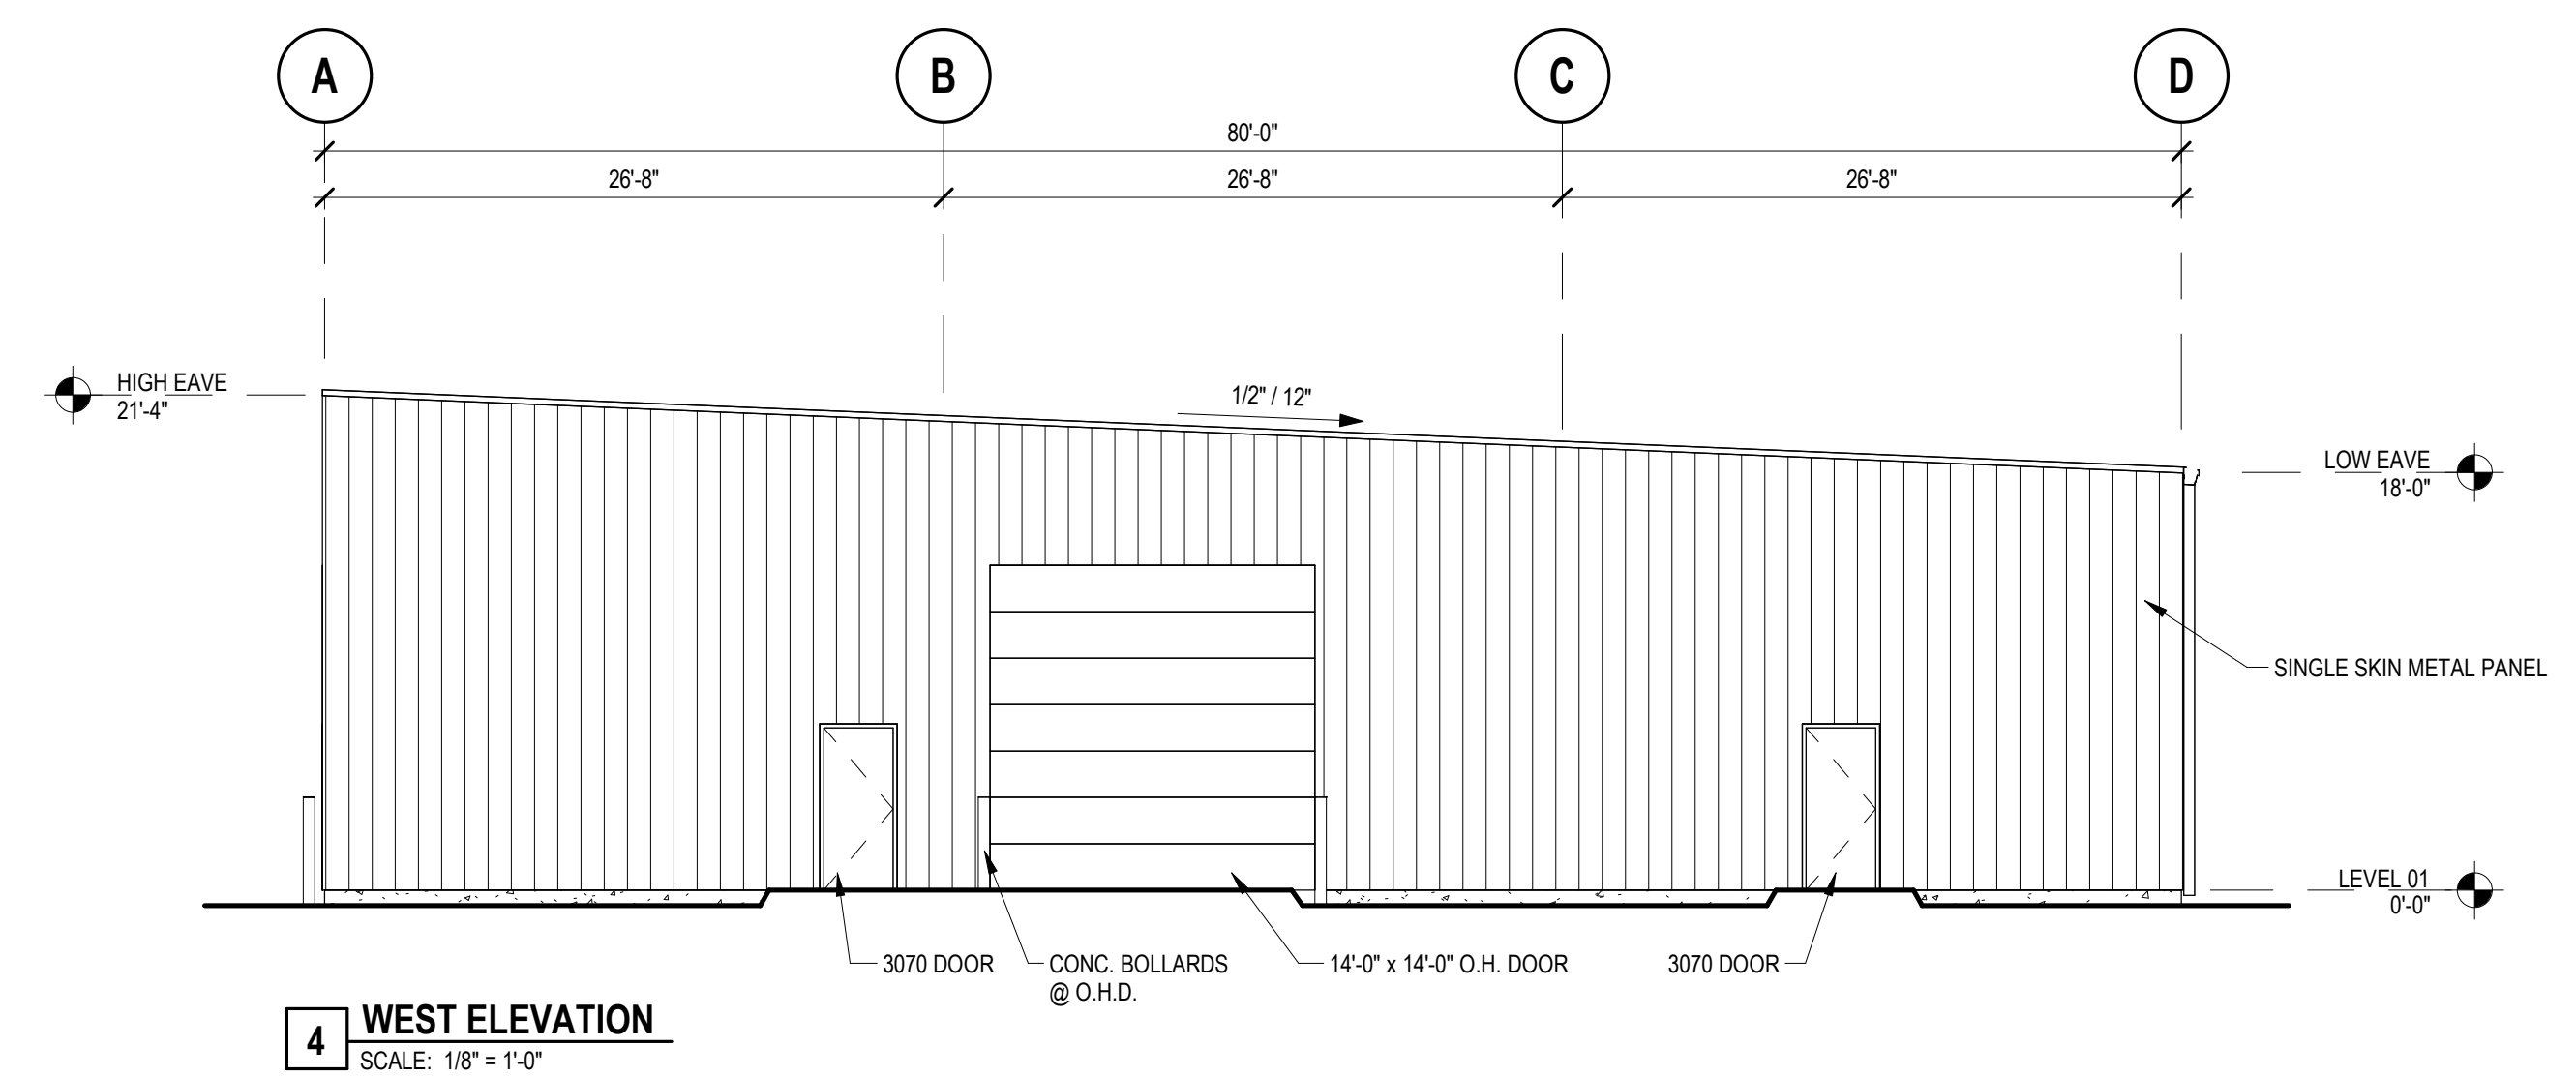 A
B
C
D
80'-0"
26'-8"
26'-8"
26'-8"
HIGH EAVE
21'-4"
1/2" / 12"
LOW EAVE
18'-0"
SINGLE SKIN METAL PANEL
LEVEL 01
0'-0"
3070 DOOR
CONC. BOLLARDS
@ O.H.D.
14'-0" x 14'-0" O.H. DOOR
3070 DOOR
4
WEST ELEVATION
SCALE: 1/8" = 1'-0"